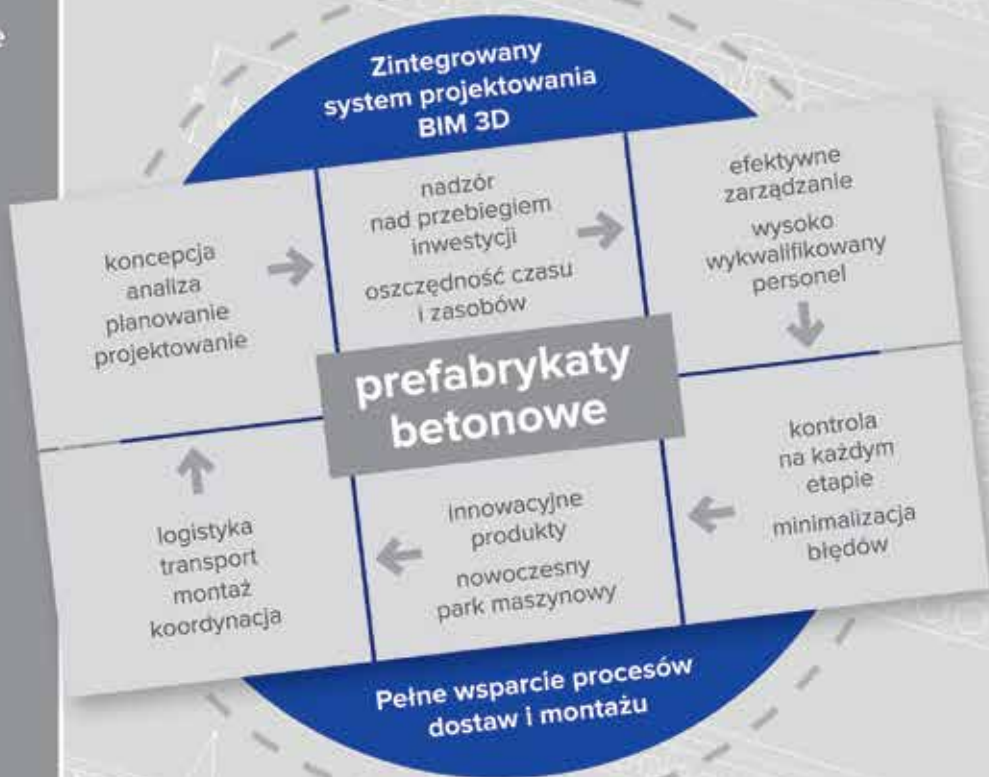 Zintegrowany
system projektowania
BIM 3D
koncepcja
analiza
planowanie
projektowanie
nadzór
nad przebiegiem
inwestycji
oszczędność czasu
i zasobów
efektywne
zarządzanie
wysoko
wykwalifikowany
personel
prefabrykaty
betonowe
kontrola
na każdym
etapie
minimalizacja
błędów
innowacyjne
produkty
nowoczesny
park maszynowy
logistyka
transport
montaż
koordynacja
Pełne wsparcie procesów
dostaw i montażu